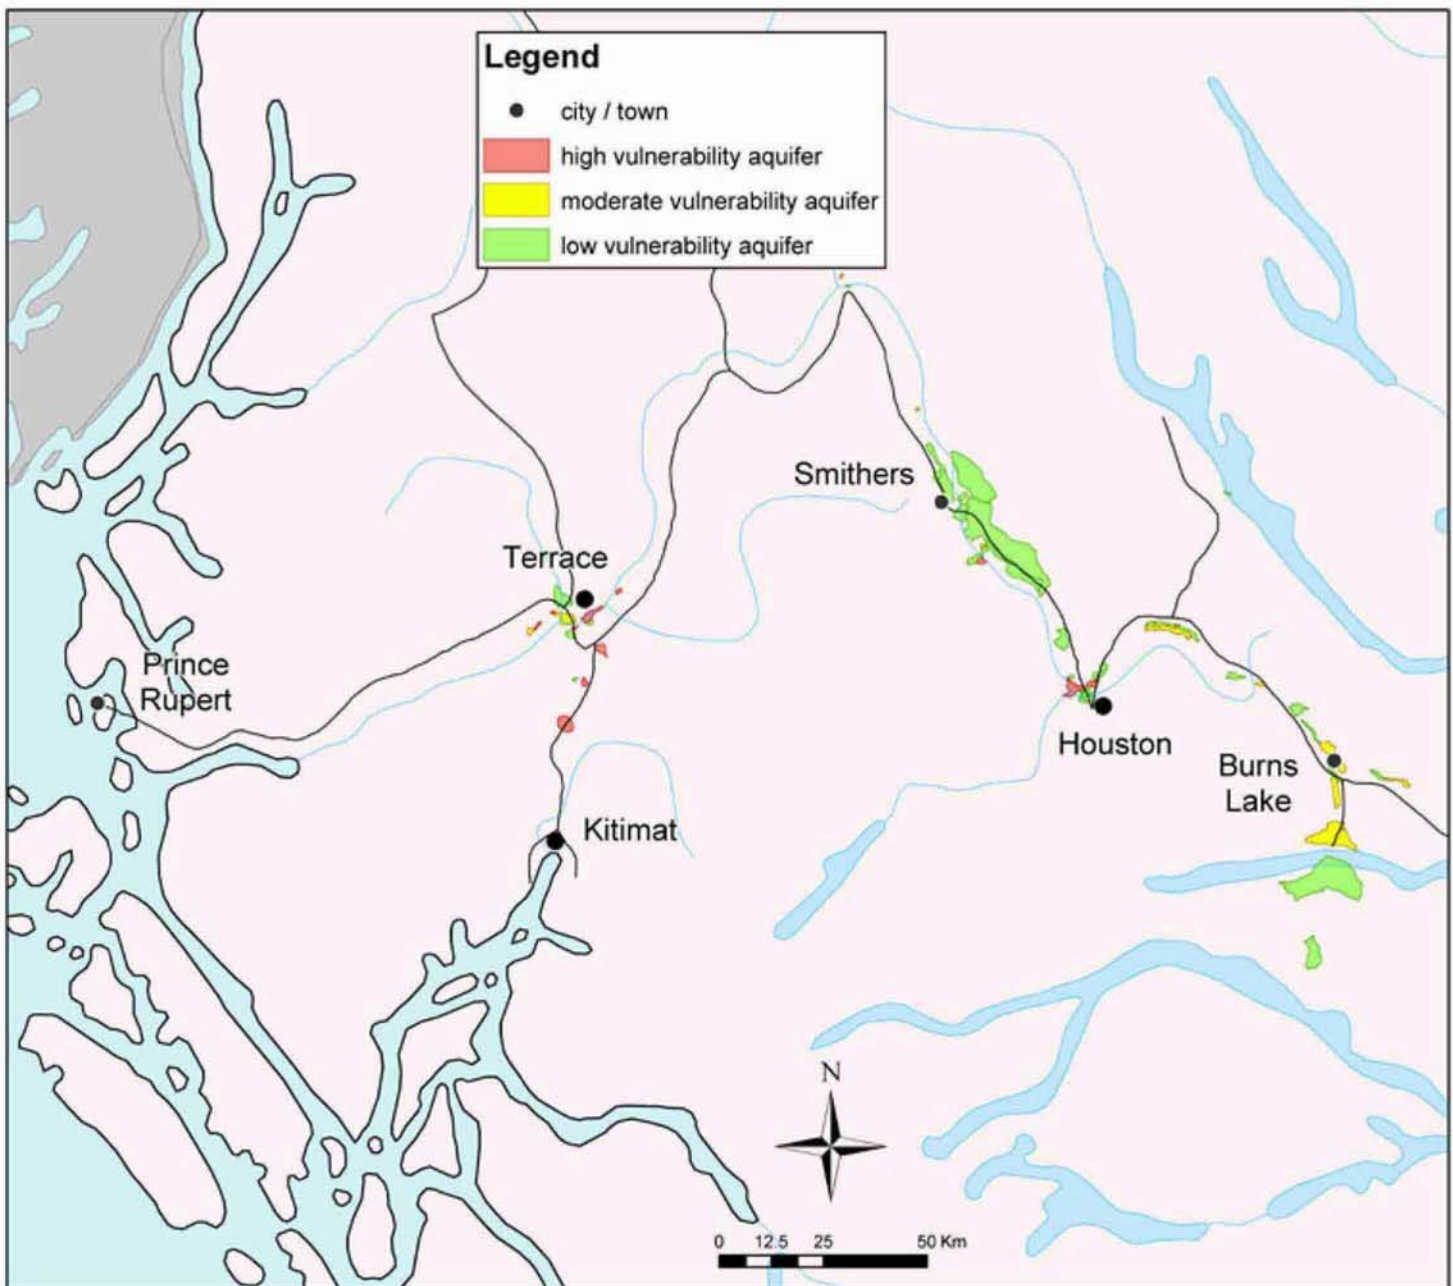 Legend
city / town
high vulnerability aquifer
moderate vulnerability aquifer
low vulnerability aquifer
Smithers
Terrace
Prince
Rupert
Houston
Burns
Lake
Kitimat
N
0 12.5 25 50 Km